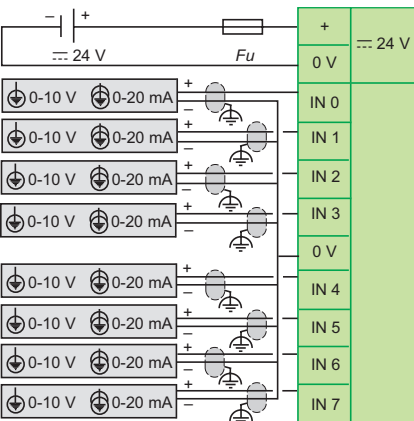 – +
⎓ 24 V Fu
+
⎓ 24 V
0 V
0-10 V 0-20 mA + –
IN 0
0-10 V 0-20 mA + –
IN 1
0-10 V 0-20 mA + –
IN 2
0-10 V 0-20 mA + –
IN 3
0 V
0-10 V 0-20 mA + –
IN 4
0-10 V 0-20 mA + –
IN 5
0-10 V 0-20 mA + –
IN 6
0-10 V 0-20 mA + –
IN 7